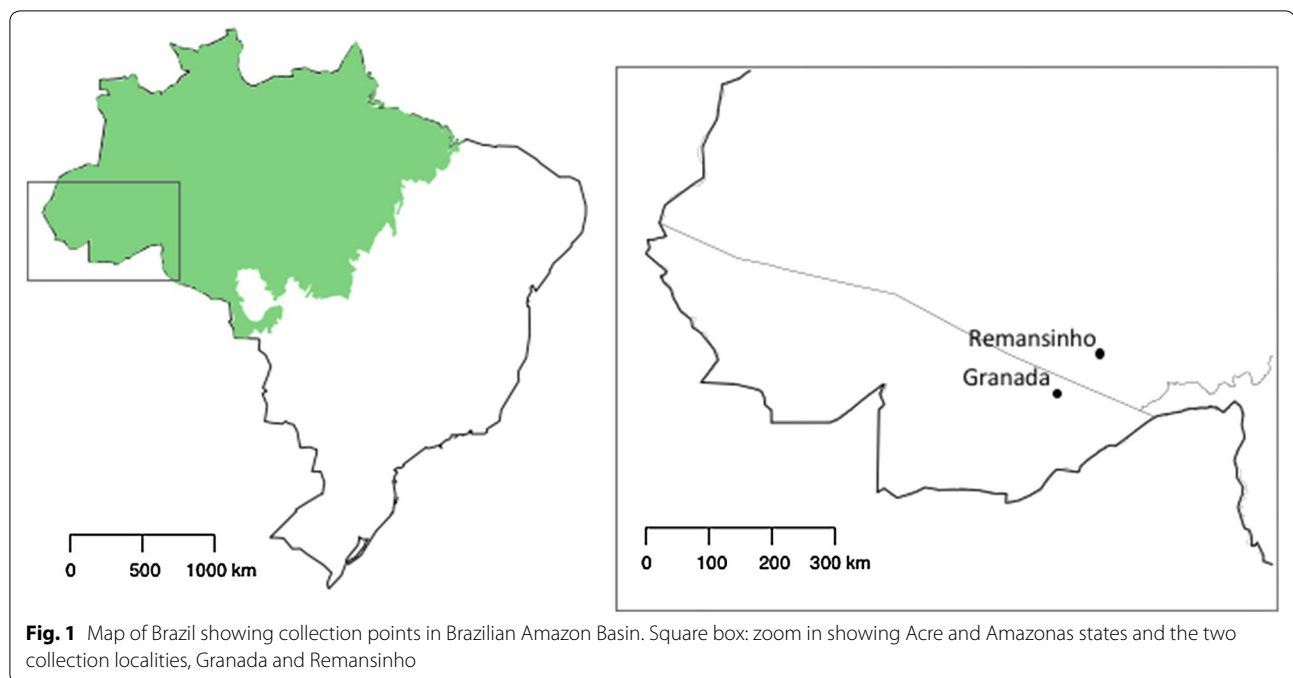 Remansinho
Granada
0 500 1000 km
0 100 200 300 km
Fig. 1 Map of Brazil showing collection points in Brazilian Amazon Basin. Square box: zoom in showing Acre and Amazonas states and the two
collection localities, Granada and Remansinho